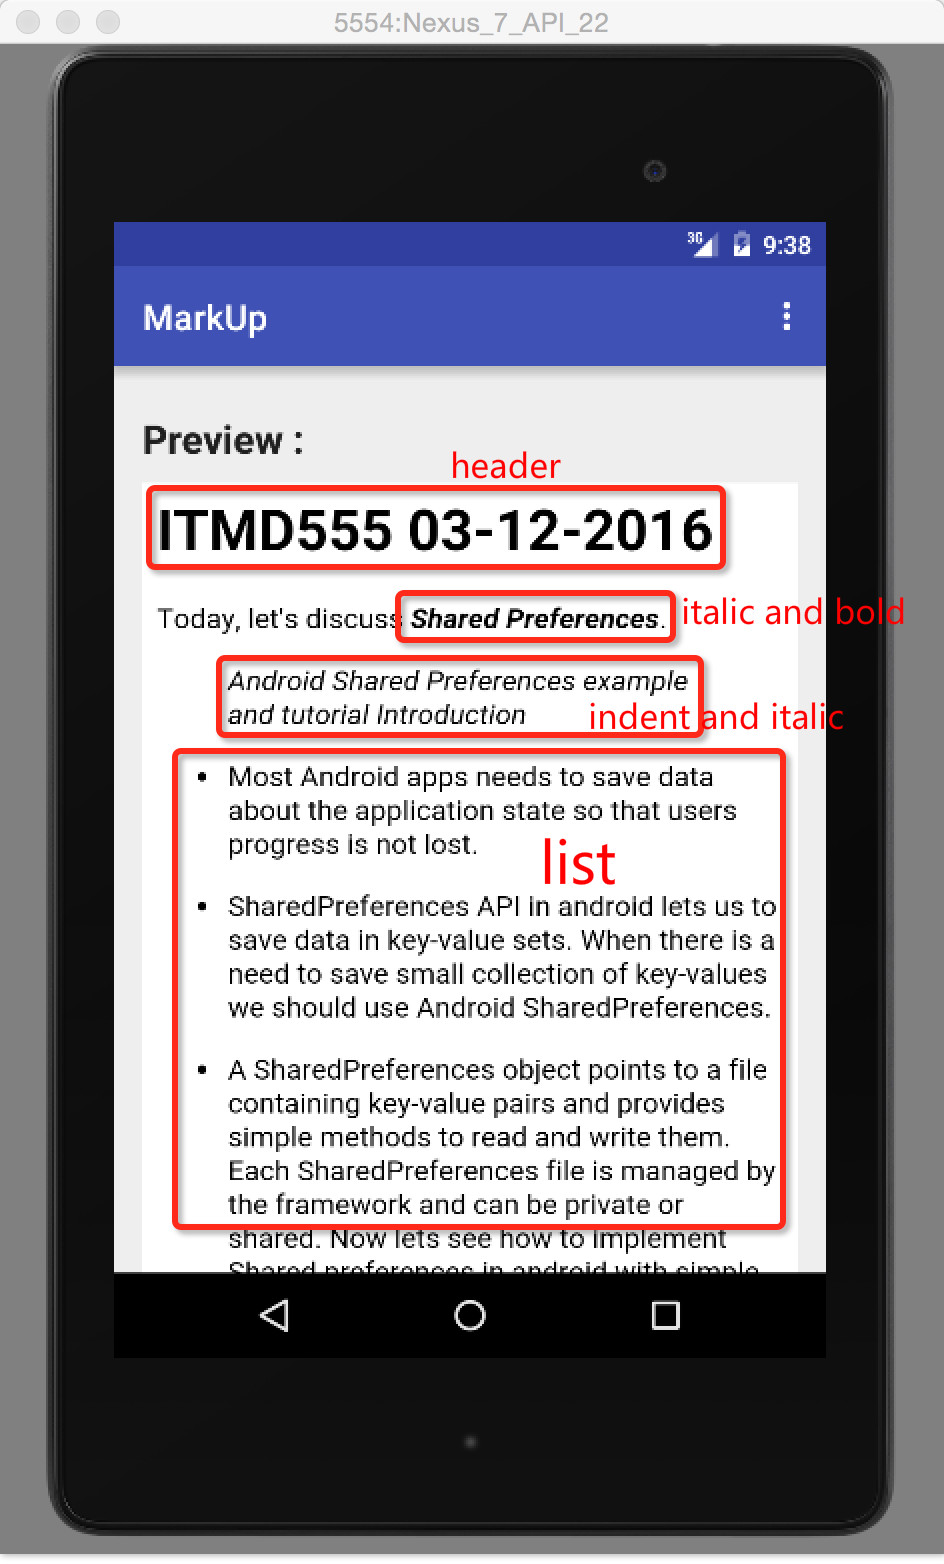 5554:Nexus_7_API_22
3G 9:38
MarkUp
Preview :
header
ITMD555 03-12-2016
Today, let's discuss Shared Preferences.
italic and bold
Android Shared Preferences example
and tutorial Introduction
indent and italic
• Most Android apps needs to save data
about the application state so that users
progress is not lost.
list
• SharedPreferences API in android lets us to
save data in key-value sets. When there is a
need to save small collection of key-values
we should use Android SharedPreferences.
• A SharedPreferences object points to a file
containing key-value pairs and provides
simple methods to read and write them.
Each SharedPreferences file is managed by
the framework and can be private or
shared. Now lets see how to implement
Shared preferences in android with simple